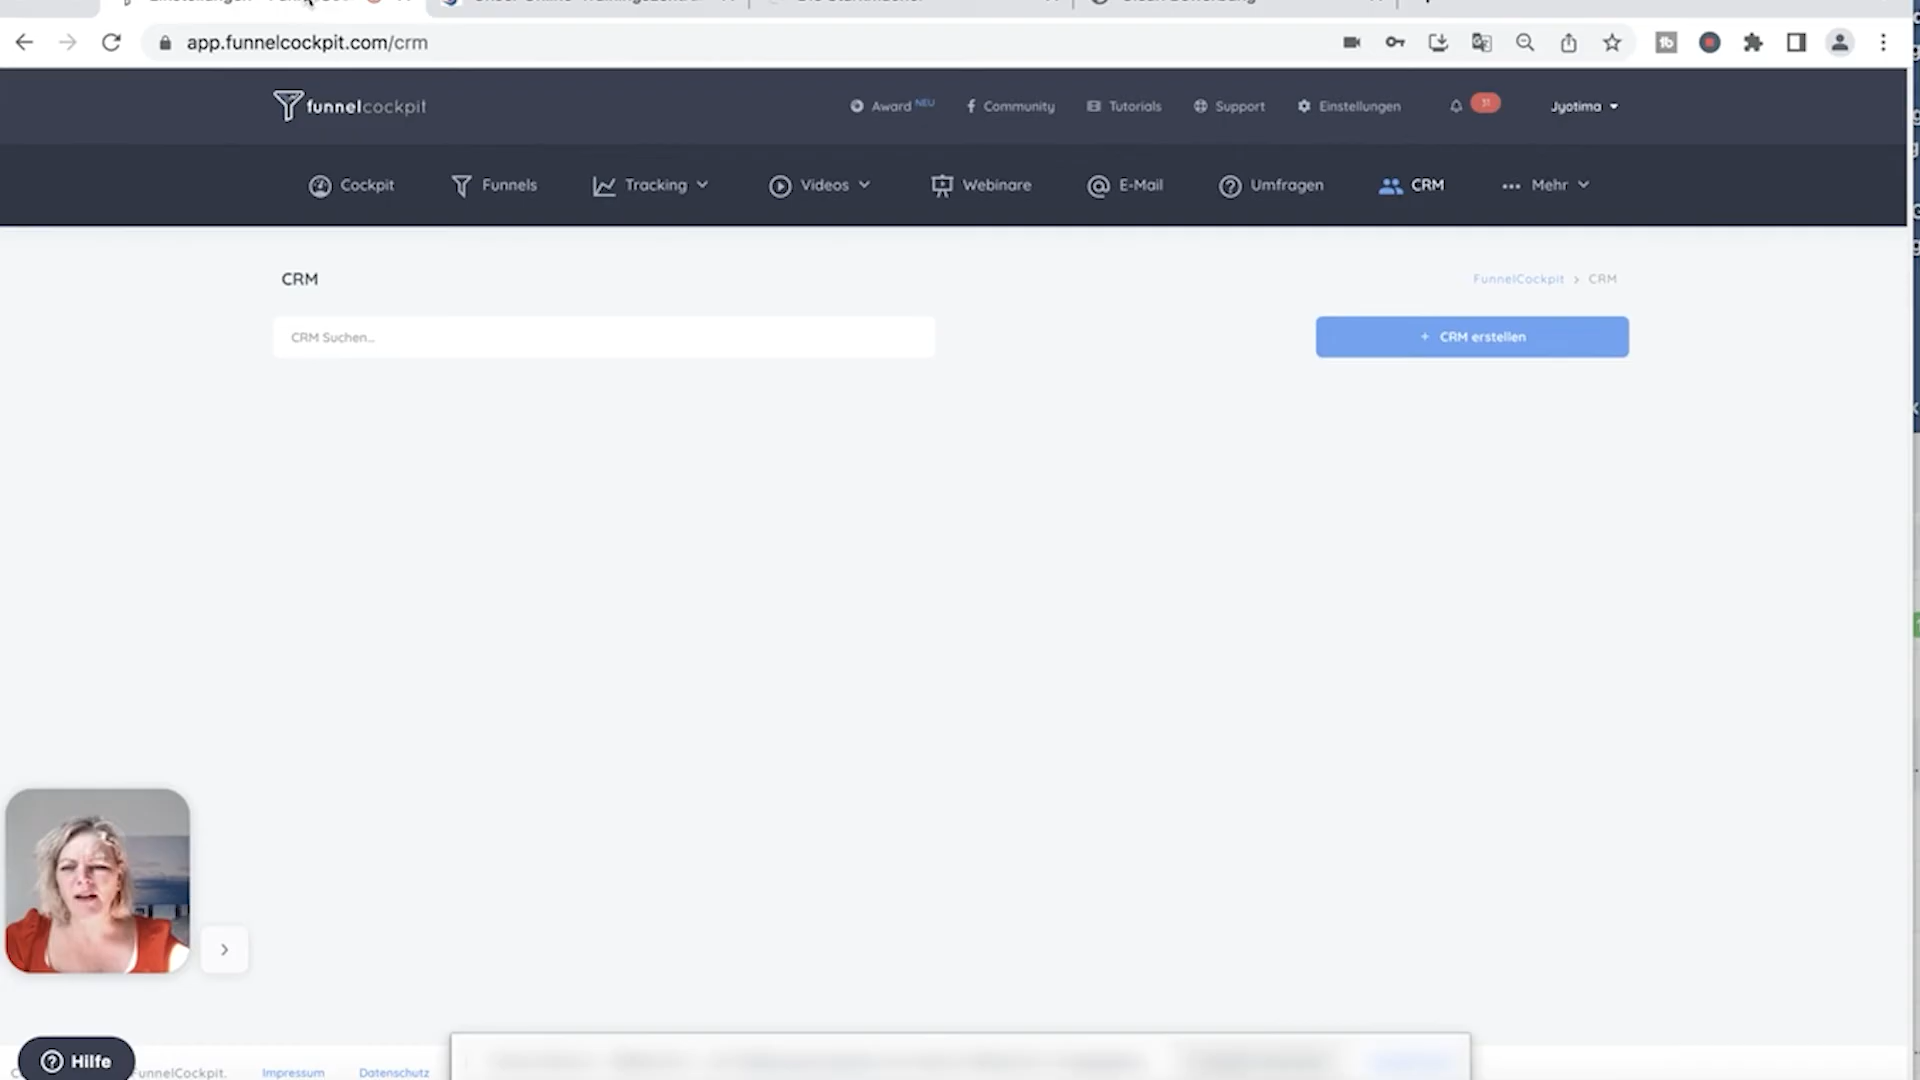 app.funnelcockpit.com/crm
funnelcockpit
Award NEU
Community
Tutorials
Support
Einstellungen
31
Jyotima
Cockpit
Funnels
Tracking
Videos
Webinare
E-Mail
Umfragen
CRM
Mehr
CRM
FunnelCockpit > CRM
CRM Suchen...
+ CRM erstellen
Hilfe
FunnelCockpit.
Impressum
Datenschutz